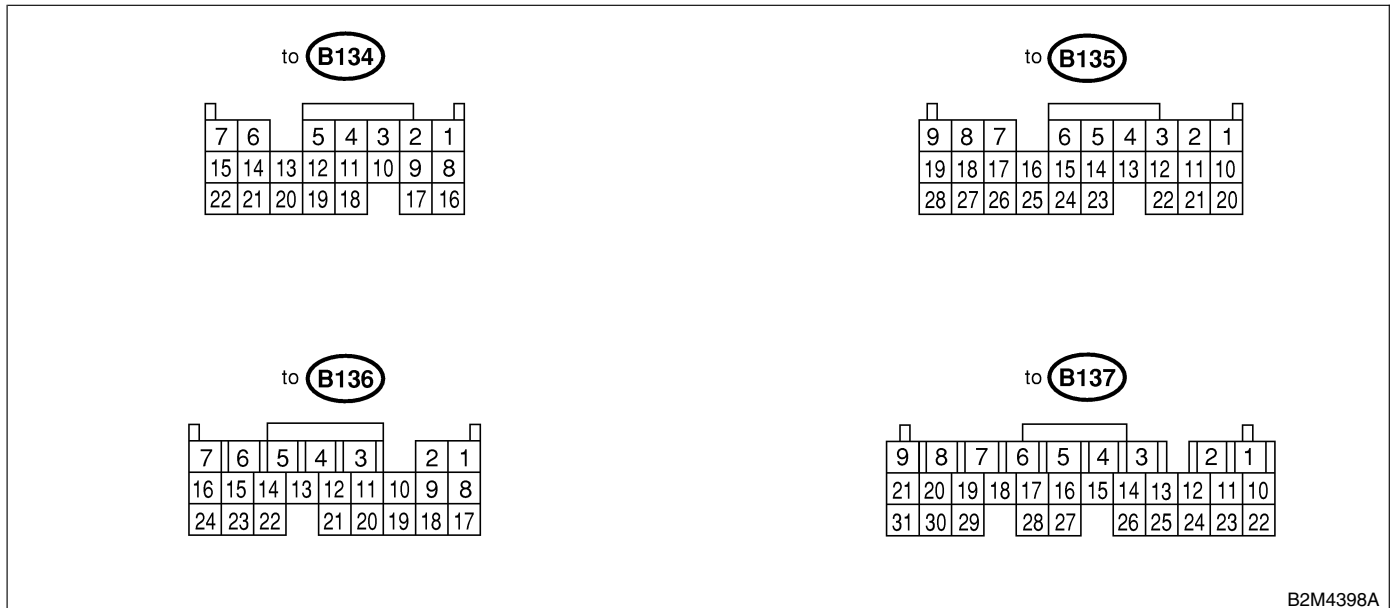 to B134
7 6 5 4 3 2 1
15 14 13 12 11 10 9 8
22 21 20 19 18 17 16
to B135
9 8 7 6 5 4 3 2 1
19 18 17 16 15 14 13 12 11 10
28 27 26 25 24 23 22 21 20
to B136
7 6 5 4 3 2 1
16 15 14 13 12 11 10 9 8
24 23 22 21 20 19 18 17
to B137
9 8 7 6 5 4 3 2 1
21 20 19 18 17 16 15 14 13 12 11 10
31 30 29 28 27 26 25 24 23 22
B2M4398A